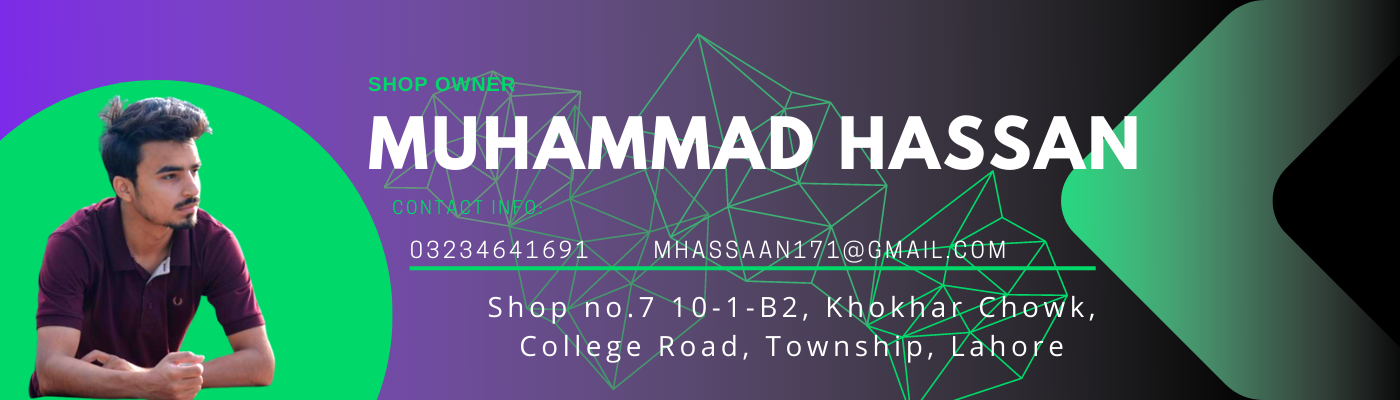 SHOP OWNER
MUHAMMAD HASSAN
CONTACT INFO:
03234641691 MHASSAAN171@GMAIL.COM
Shop no.7 10-1-B2, Khokhar Chowk,
College Road, Township, Lahore